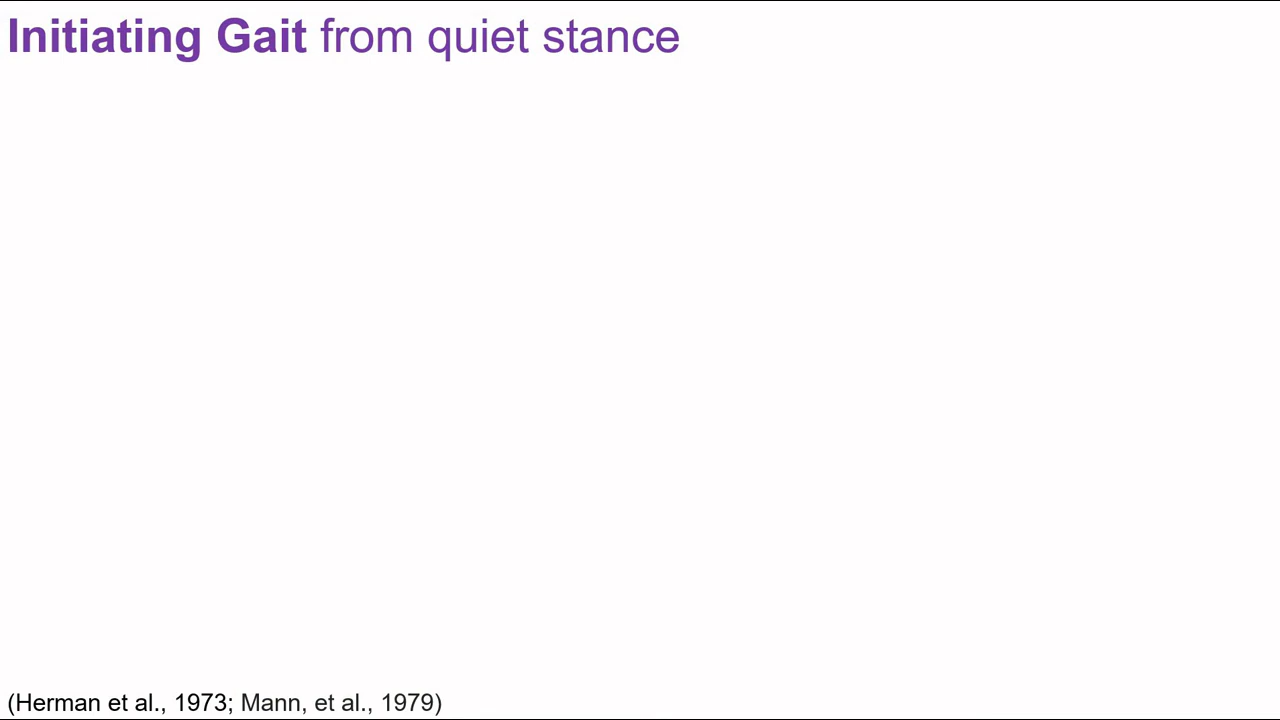 Initiating Gait from quiet stance
(Herman et al., 1973; Mann, et al., 1979)